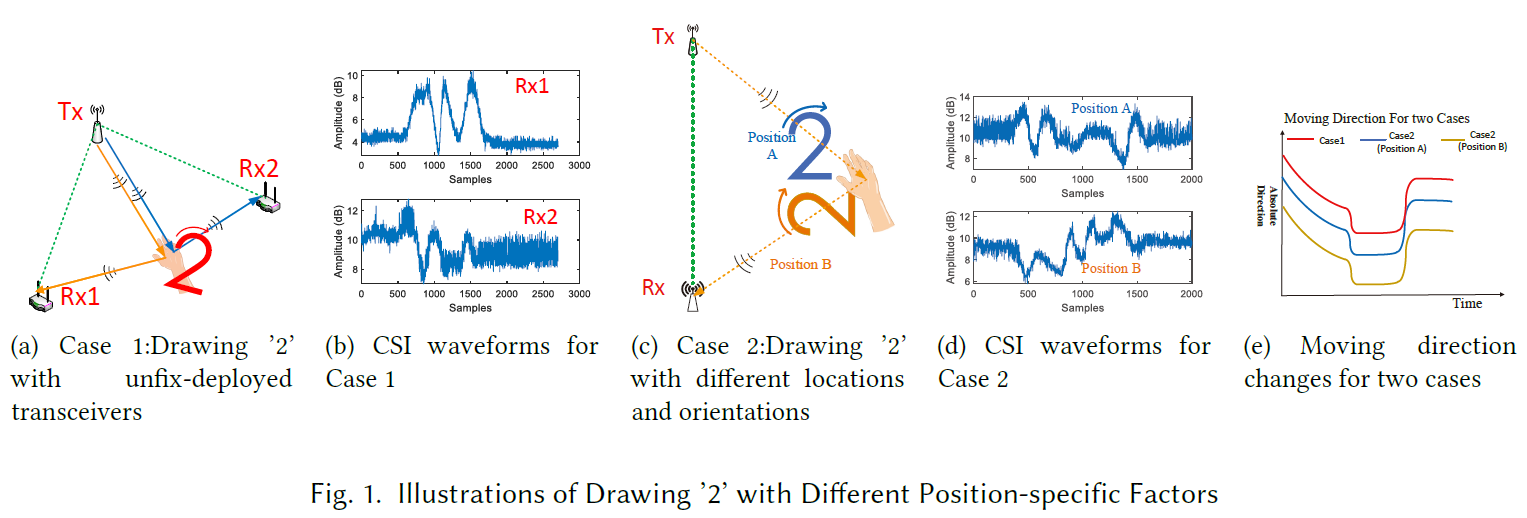 Tx
Rx2
2
Rx1
10
8
6
4
Amplitude (dB)
Rx1
0
500
1000
1500
2000
2500
3000
Samples
12
10
8
Amplitude (dB)
Rx2
0
500
1000
1500
2000
2500
3000
Samples
Tx
Position
A
2
2
Position B
Rx
14
12
10
8
Amplitude (dB)
Position A
0
500
1000
1500
2000
Samples
12
10
8
6
Amplitude (dB)
Position B
0
500
1000
1500
2000
Samples
Moving Direction For two Cases
Case1
Case2
(Position A)
Case2
(Position B)
Absolute
Direction
Time
(a) Case 1:Drawing ’2’
with unfix-deployed
transceivers
(b) CSI waveforms for
Case 1
(c) Case 2:Drawing ’2’
with different locations
and orientations
(d) CSI waveforms for
Case 2
(e) Moving direction
changes for two cases
Fig. 1. Illustrations of Drawing ’2’ with Different Position-specific Factors